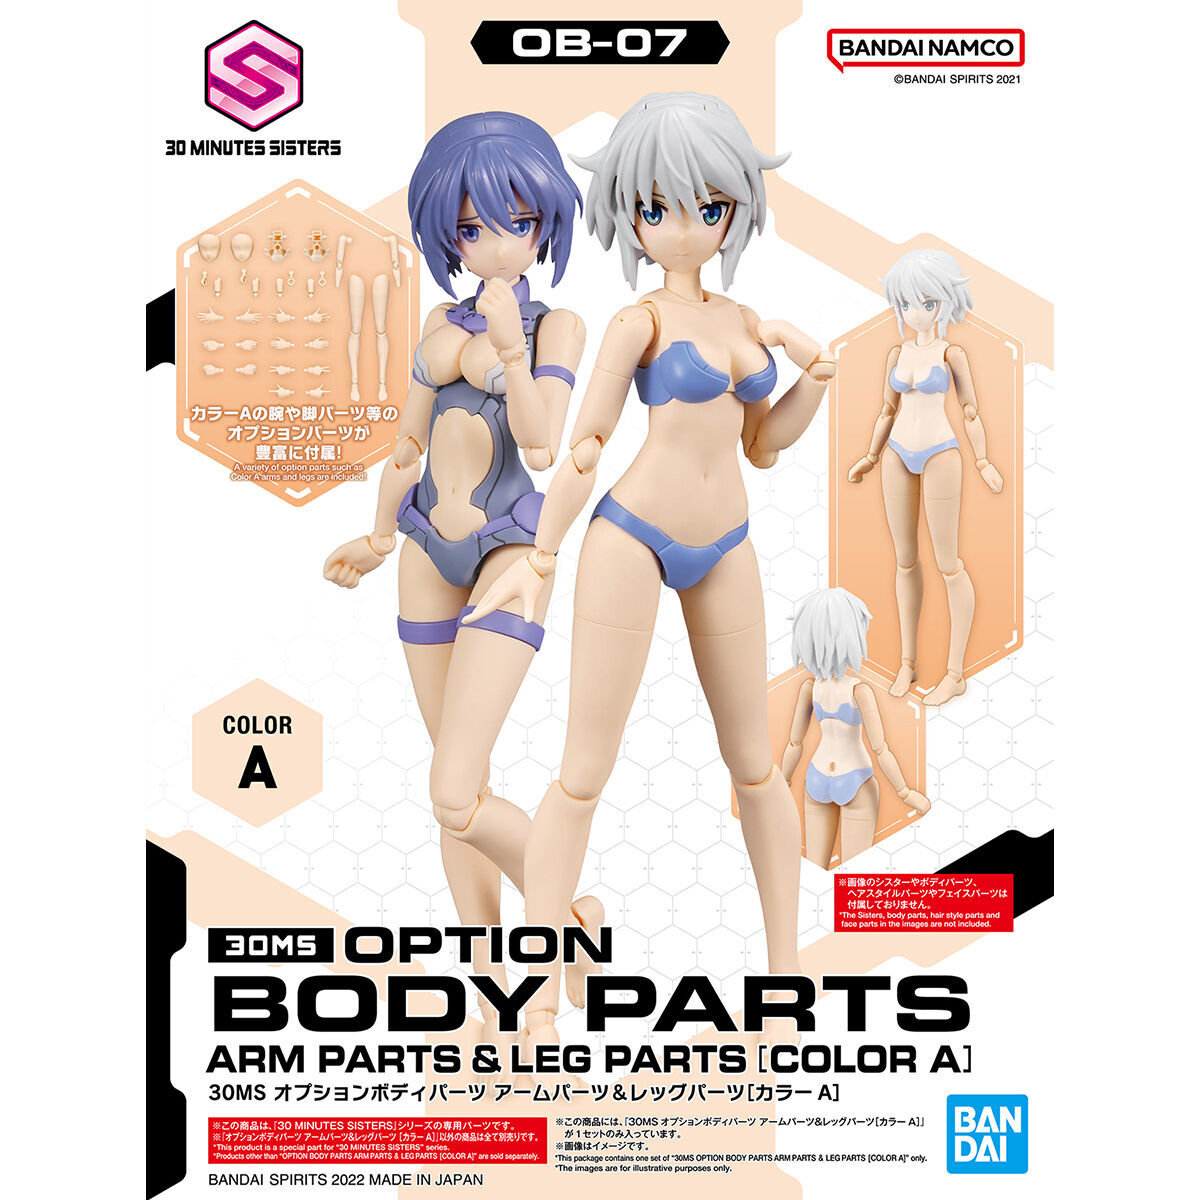 OB-07
BANDAI NAMCO
©BANDAI SPIRITS 2021
30 MINUTES SISTERS
カラーAの腕や脚パーツ等の
オプションパーツが
豊富に付属!
A variety of option parts such as
Color A arms and legs are included!
COLOR
A
※画像のシスターやボディパーツ、
ヘアスタイルパーツやフェイスパーツは
付属しておりません。
*The Sisters, body parts, hair style parts and
face parts in the images are not included.
30MS OPTION
BODY PARTS
ARM PARTS & LEG PARTS [COLOR A]
30MS オプションボディパーツ アームパーツ&レッグパーツ[カラー A]
※この商品は、「30 MINUTES SISTERS」シリーズの専用パーツです。
※「オプションボディパーツ アームパーツ&レッグパーツ [カラー A]」以外の商品は全て別売りです。
*This product is a special part for "30 MINUTES SISTERS" series.
*Products other than "OPTION BODY PARTS ARM PARTS & LEG PARTS [COLOR A]" are sold separately.
※この商品には、「30MS オプションボディパーツ アームパーツ&レッグパーツ[カラー A]」
が1セットのみ入っています。
※画像はイメージです。
*This package contains one set of "30MS OPTION BODY PARTS ARM PARTS & LEG PARTS [COLOR A]" only.
*The images are for illustrative purposes only.
BAN
DAI
BANDAI SPIRITS 2022 MADE IN JAPAN